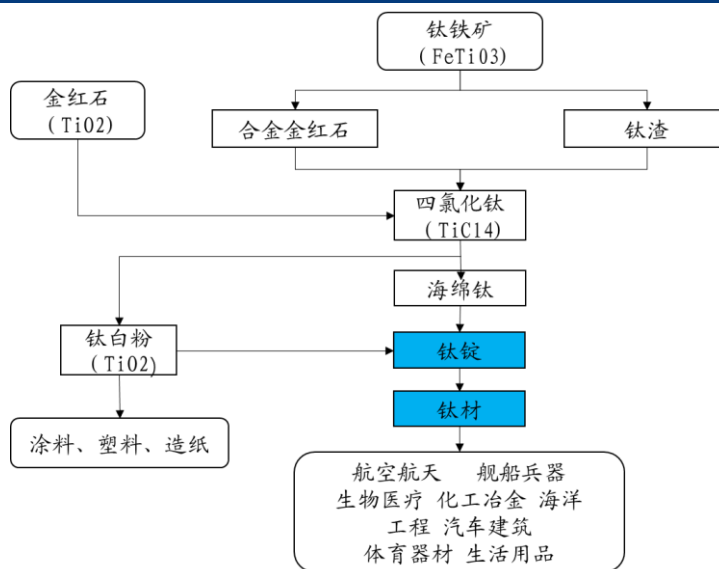 钛铁矿
(FeTiO3)
金红石
(TiO2)
合金金红石
钛渣
四氯化钛
(TiCl4)
海绵钛
钛白粉
(TiO2)
钛锭
钛材
涂料、塑料、造纸
航空航天 舰船兵器
生物医疗 化工冶金 海洋
工程 汽车建筑
体育器材 生活用品